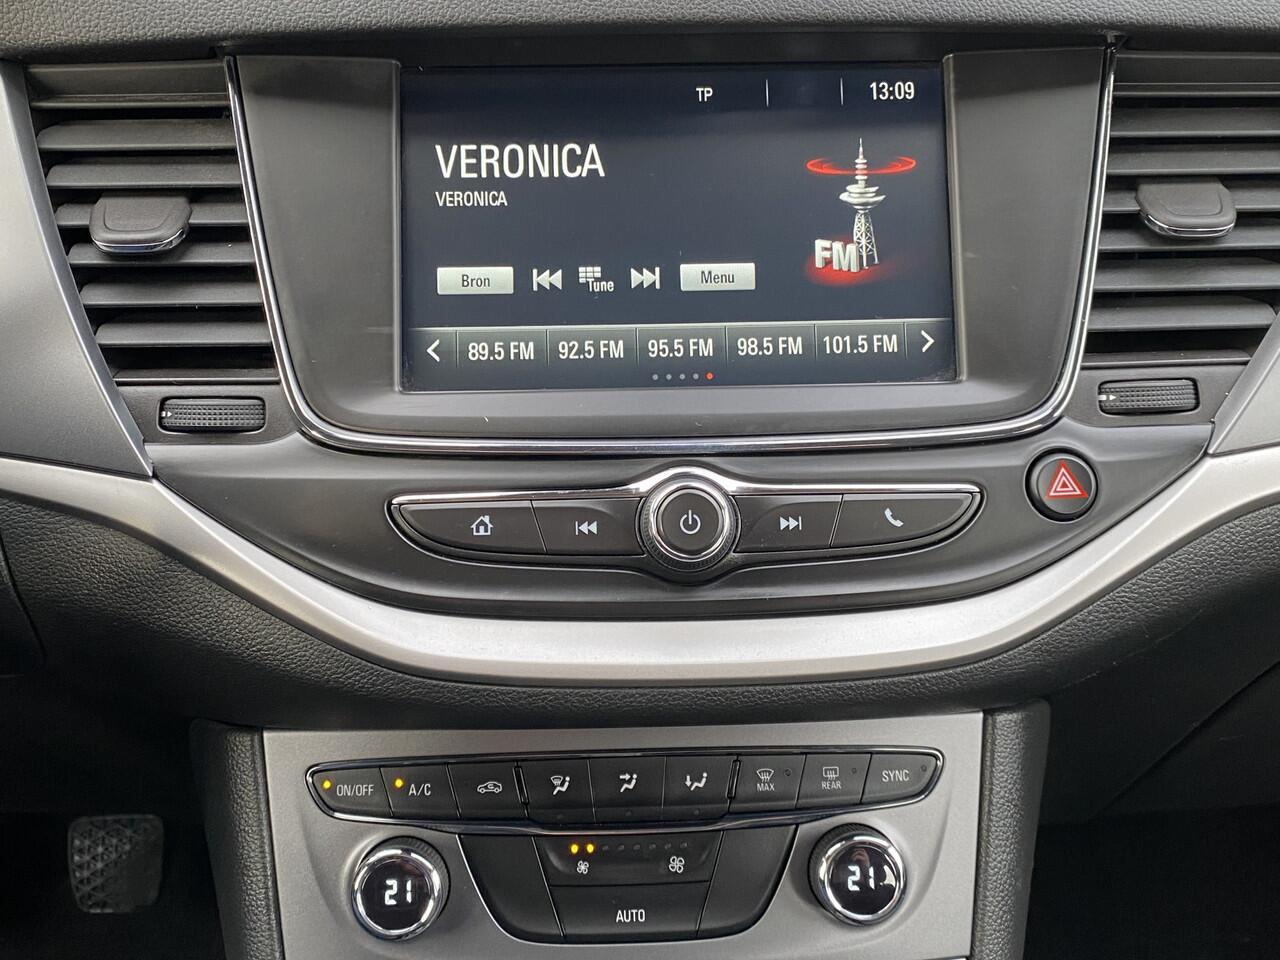 TP 13:09
VERONICA
VERONICA
FM
Bron Tune Menu
89.5 FM 92.5 FM 95.5 FM 98.5 FM 101.5 FM
ON/OFF A/C MAX REAR SYNC
21 21
AUTO